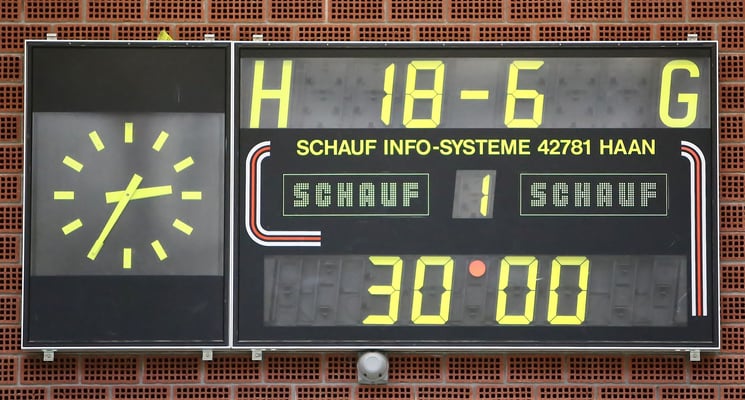 H 18-6 G
SCHAUF INFO-SYSTEME 42781 HAAN
SCHAUF 1 SCHAUF
30:00